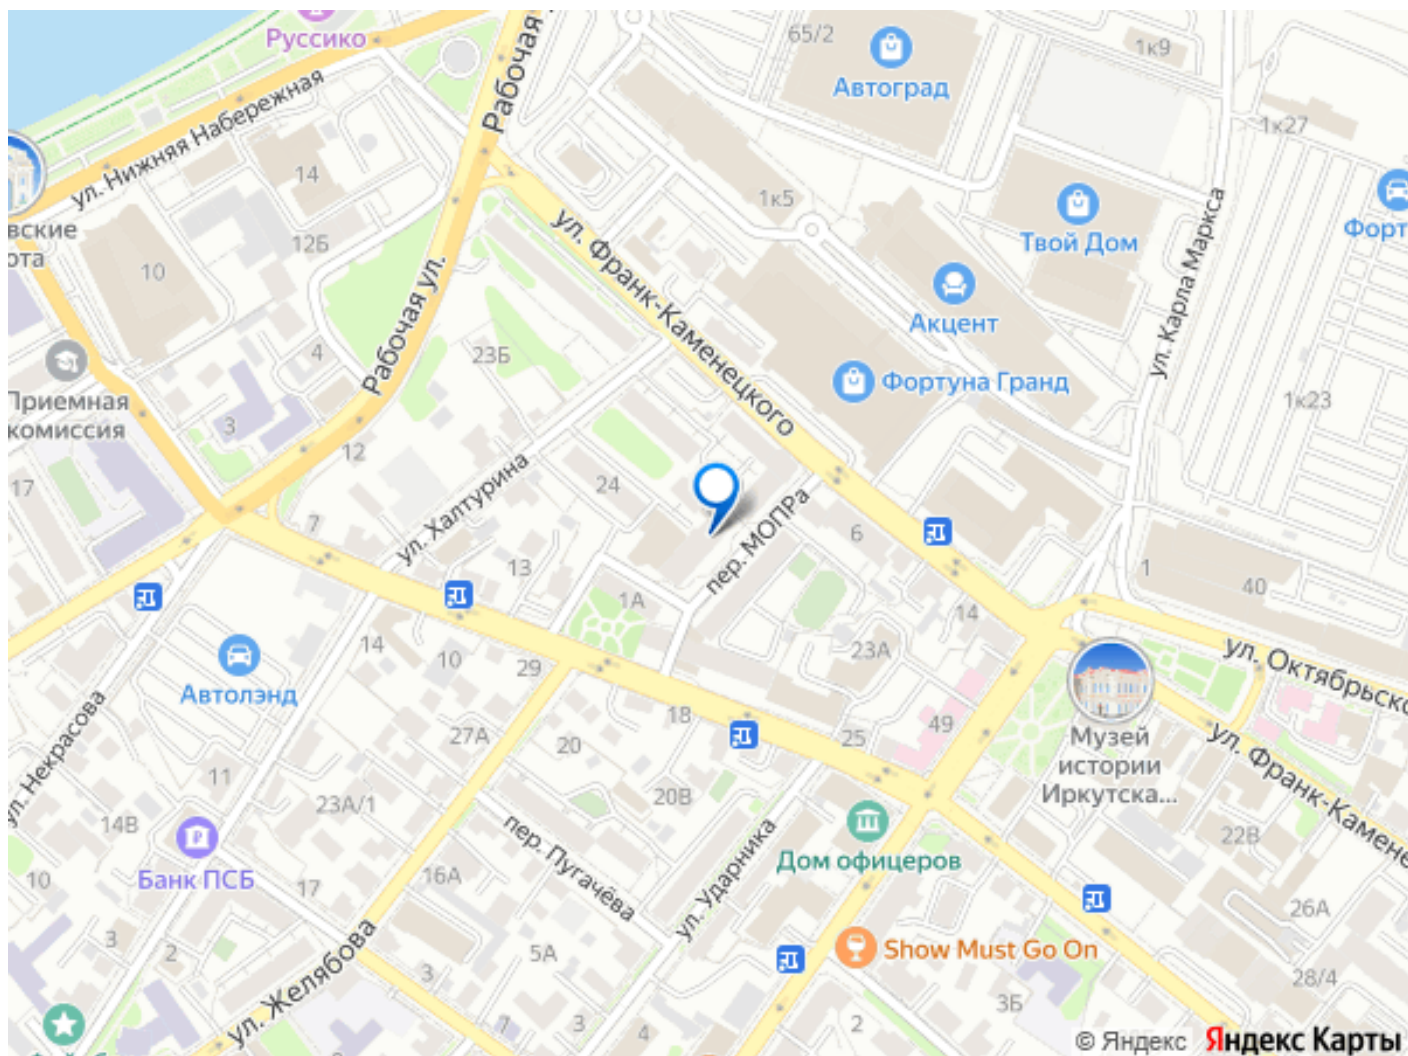 Руссико
65/2
1к9
Автоград
Рабочая
1к27
ул. Нижняя Набережная
14
1к5
12Б
вские
рта
10
ул. Франк-Каменецкого
Твой Дом
Форт
ул. Карла Маркса
Акцент
Рабочая ул.
4
23Б
Фортуна Гранд
Приемная
комиссия
3
1к23
12
17
24
ул. Халтурина
7
пер. МОПРа
6
13
1А
1
40
14
14
10
29
23А
ул. Октябрьско
Автолэнд
18
49
25
27А
20
Музей
истории
Иркутска...
ул. Франк-Камене
ул. Некрасова
11
23А/1
20В
14В
пер. Пугачёва
ул. Ударника
Дом офицеров
22В
10
Банк ПСБ
17
16А
26А
3
2
ул. Желябова
5А
Show Must Go On
3
28/4
3Б
7
3
4
2
© Яндекс Яндекс Карты